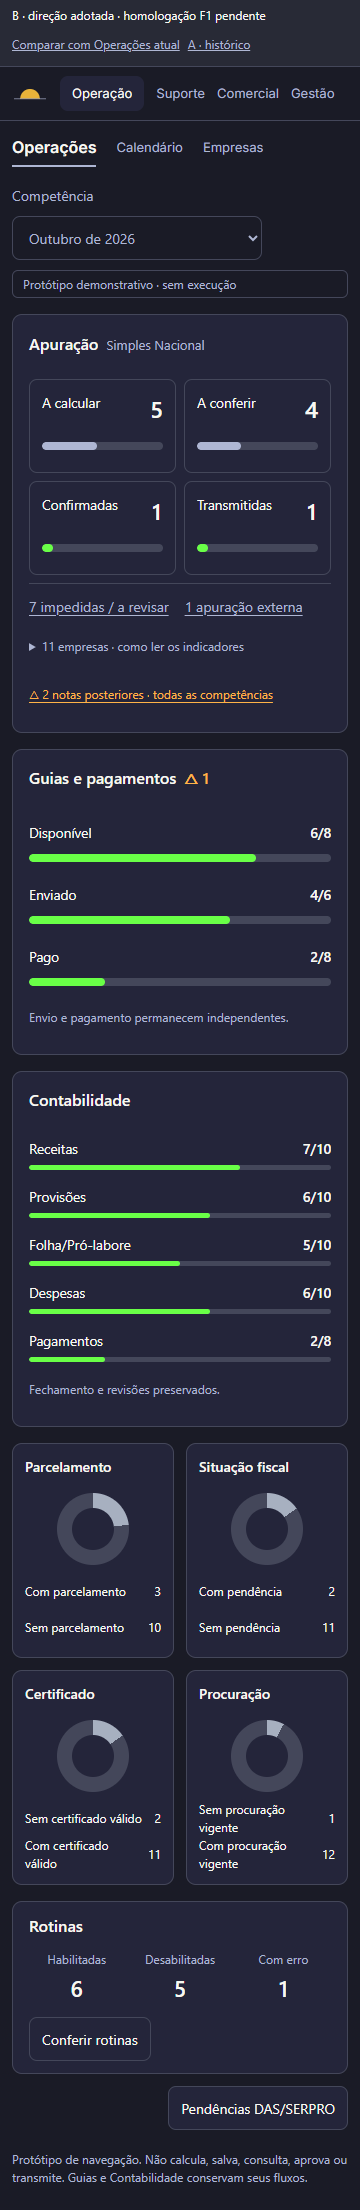 B · direção adotada · homologação F1 pendente
Comparar com Operações atual A · histórico
Operação Suporte Comercial Gestão
Operações Calendário Empresas
Competência
Outubro de 2026
Protótipo demonstrativo · sem execução
Apuração Simples Nacional
A calcular 5 A conferir 4
Confirmadas 1 Transmitidas 1
7 impedidas / a revisar 1 apuração externa
▶ 11 empresas · como ler os indicadores
△ 2 notas posteriores · todas as competências
Guias e pagamentos △ 1
Disponível 6/8
Enviado 4/6
Pago 2/8
Envio e pagamento permanecem independentes.
Contabilidade
Receitas 7/10
Provisões 6/10
Folha/Pró-labore 5/10
Despesas 6/10
Pagamentos 2/8
Fechamento e revisões preservados.
Parcelamento
Com parcelamento 3
Sem parcelamento 10
Situação fiscal
Com pendência 2
Sem pendência 11
Certificado
Sem certificado válido 2
Com certificado
válido 11
Procuração
Sem procuração
vigente 1
Com procuração
vigente 12
Rotinas
Habilitadas Desabilitadas Com erro
6 5 1
Conferir rotinas
Pendências DAS/SERPRO
Protótipo de navegação. Não calcula, salva, consulta, aprova ou
transmite. Guias e Contabilidade conservam seus fluxos.